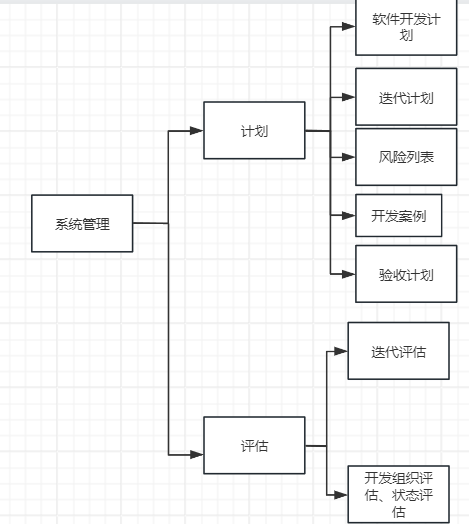 软件开发计
划
迭代计划
计划
风险列表
开发案例
系统管理
验收计划
迭代评估
评估
开发组织评
估、状态评
估